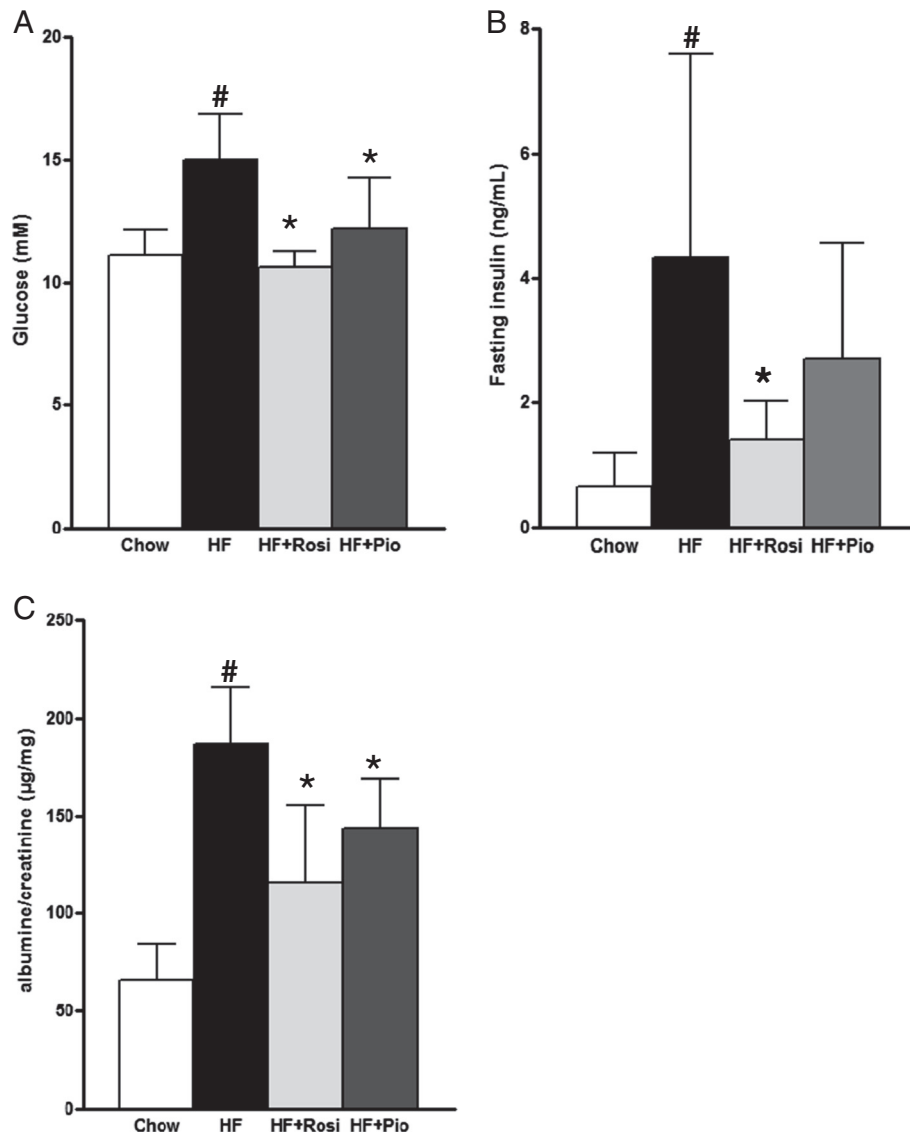 A
Glucose (mM)
20
15
10
5
0
#
*
*
Chow HF HF+Rosi HF+Pio
B
Fasting insulin (ng/mL)
8
6
4
2
0
#
*
Chow HF HF+Rosi HF+Pio
C
albumine/creatinine (µg/mg)
250
200
150
100
50
0
#
*
*
Chow HF HF+Rosi HF+Pio